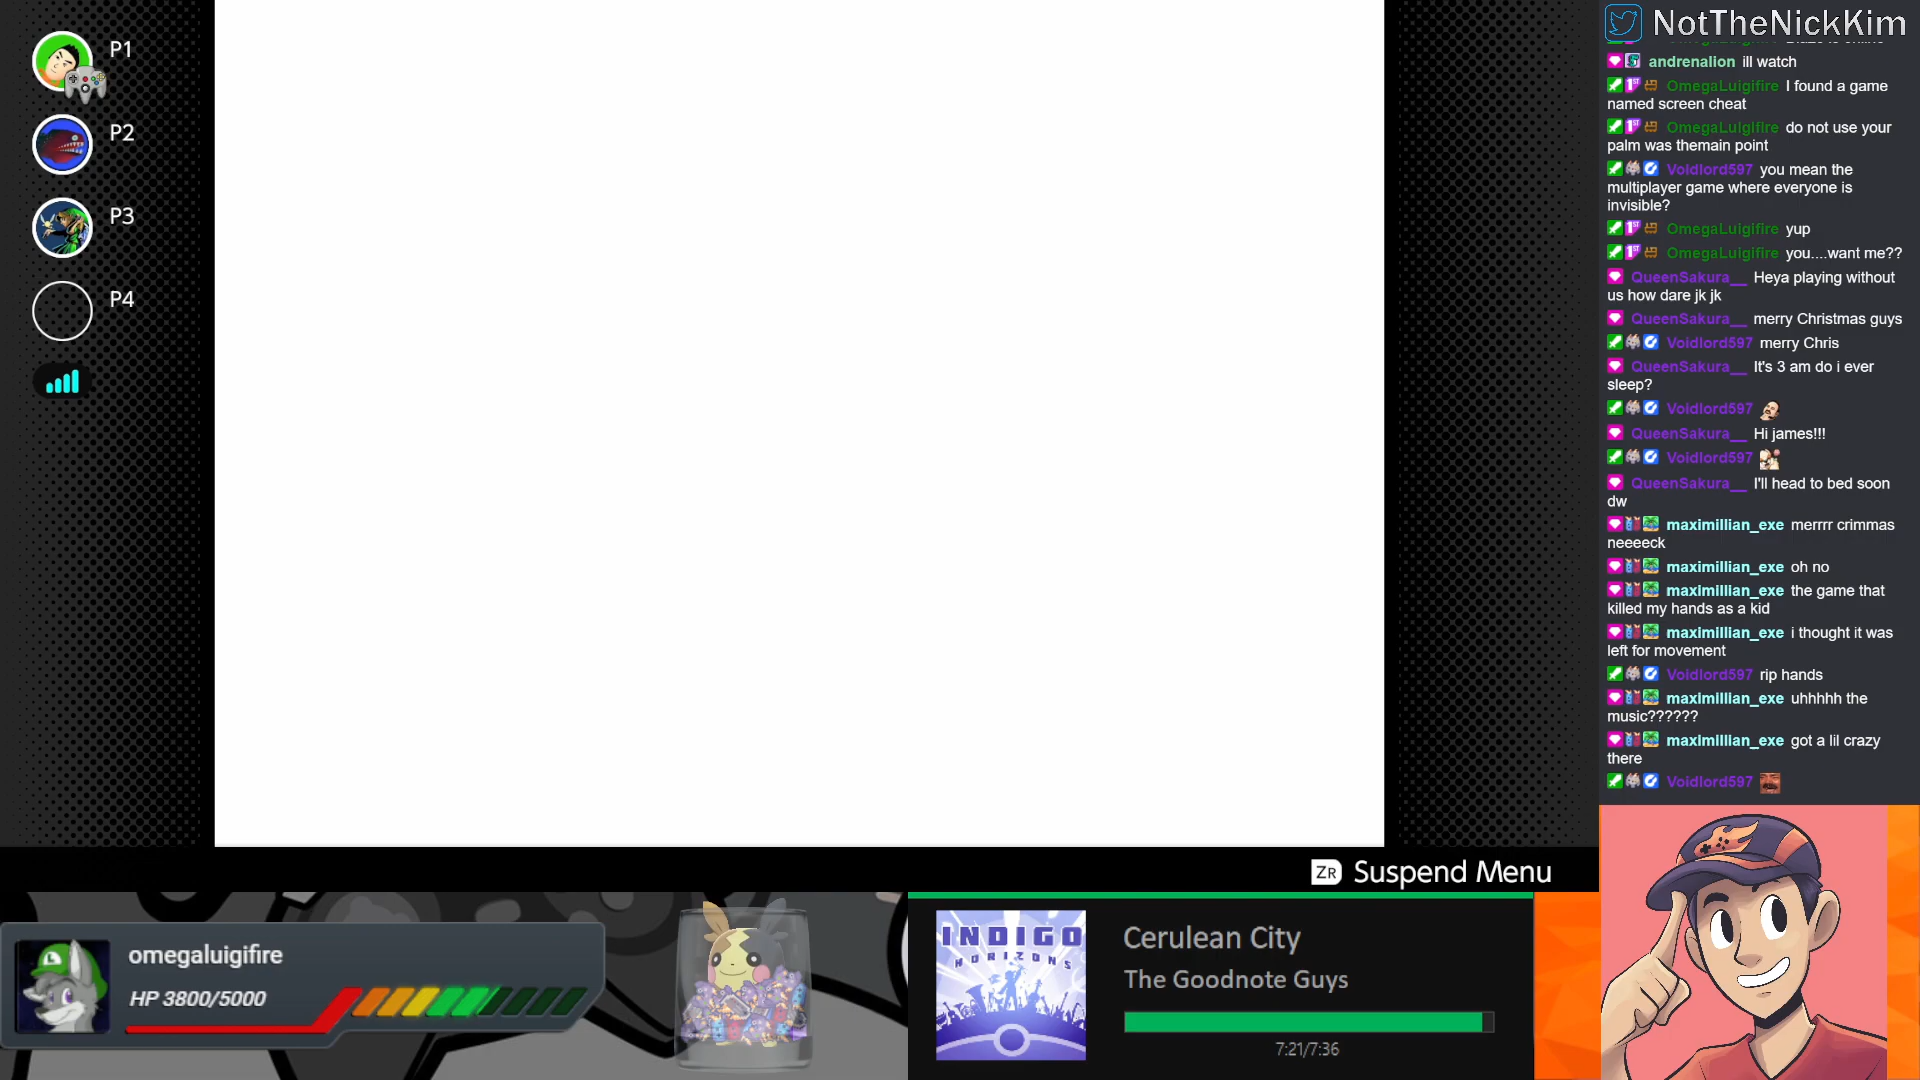 P1
P2
P3
P4
ZR Suspend Menu
NotTheNickKim
andrenalion ill watch
OmegaLuigifire I found a game
named screen cheat
OmegaLuigifire do not use your
palm was themain point
Voidlord597 you mean the
multiplayer game where everyone is
invisible?
OmegaLuigifire yup
OmegaLuigifire you....want me??
QueenSakura__ Heya playing without
us how dare jk jk
QueenSakura__ merry Christmas guys
Voidlord597 merry Chris
QueenSakura__ It's 3 am do i ever
sleep?
Voidlord597
QueenSakura__ Hi james!!!
Voidlord597
QueenSakura__ I'll head to bed soon
dw
maximillian_exe merrrr crimmas
neeeeck
maximillian_exe oh no
maximillian_exe the game that
killed my hands as a kid
maximillian_exe i thought it was
left for movement
Voidlord597 rip hands
maximillian_exe uhhhhh the
music??????
maximillian_exe got a lil crazy
there
Voidlord597
omegaluigifire
HP 3800/5000
INDIGO
HORIZONS
Cerulean City
The Goodnote Guys
7:21/7:36